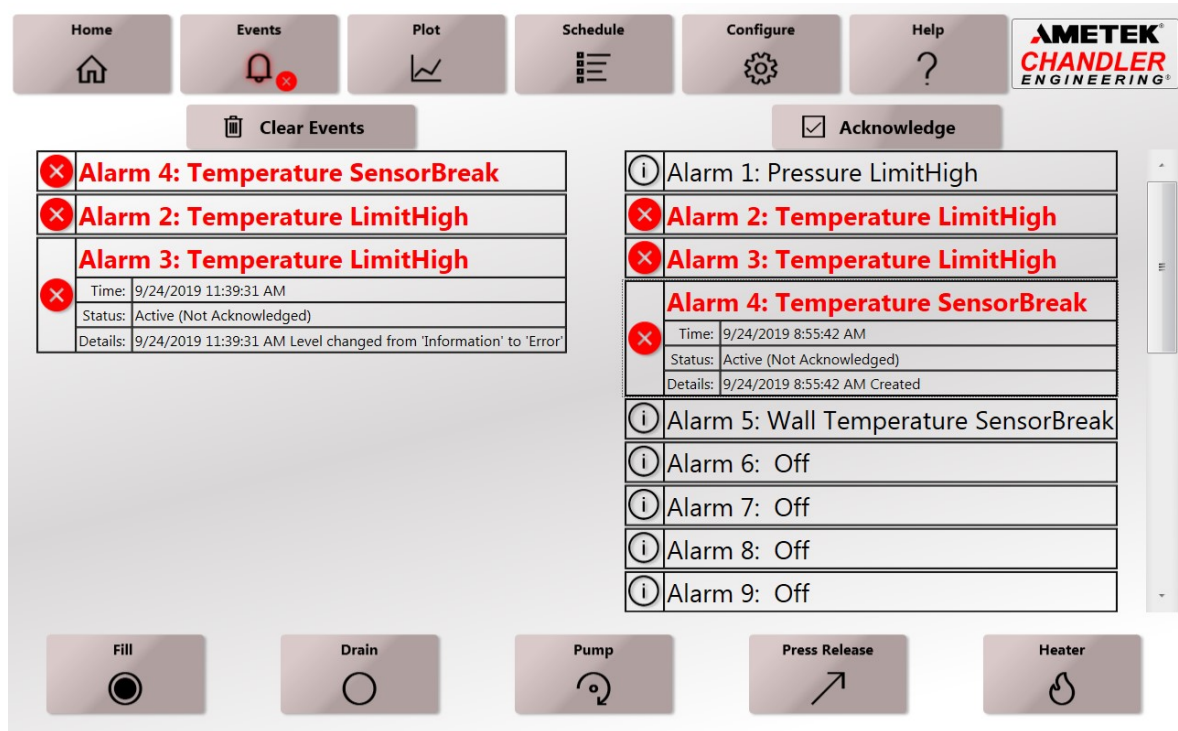 Home
Events
Plot
Schedule
Configure
Help
AMETEK®
CHANDLER
ENGINEERING®
Clear Events
Acknowledge
Alarm 4: Temperature SensorBreak
Alarm 2: Temperature LimitHigh
Alarm 3: Temperature LimitHigh
Time: 9/24/2019 11:39:31 AM
Status: Active (Not Acknowledged)
Details: 9/24/2019 11:39:31 AM Level changed from 'Information' to 'Error'
Alarm 1: Pressure LimitHigh
Alarm 2: Temperature LimitHigh
Alarm 3: Temperature LimitHigh
Alarm 4: Temperature SensorBreak
Time: 9/24/2019 8:55:42 AM
Status: Active (Not Acknowledged)
Details: 9/24/2019 8:55:42 AM Created
Alarm 5: Wall Temperature SensorBreak
Alarm 6: Off
Alarm 7: Off
Alarm 8: Off
Alarm 9: Off
Fill
Drain
Pump
Press Release
Heater